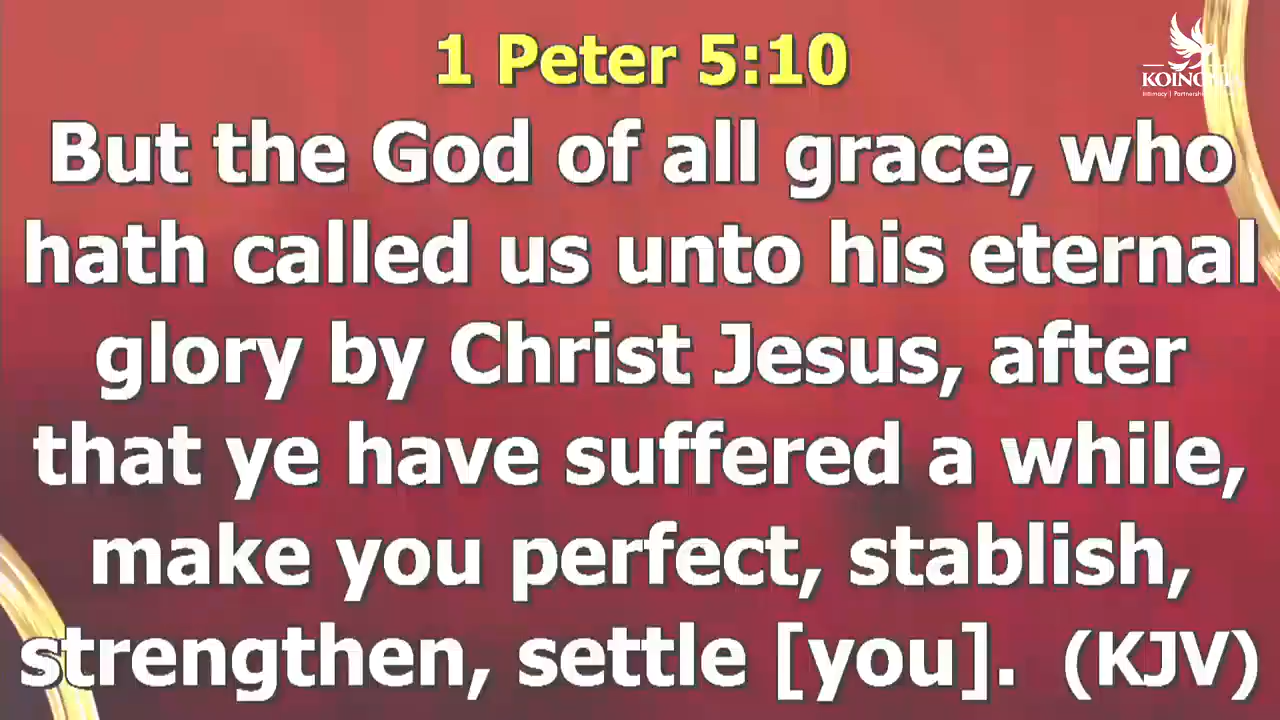 1 Peter 5:10
But the God of all grace, who
hath called us unto his eternal
glory by Christ Jesus, after
that ye have suffered a while,
make you perfect, stablish,
strengthen, settle [you]. (KJV)
Intimacy |